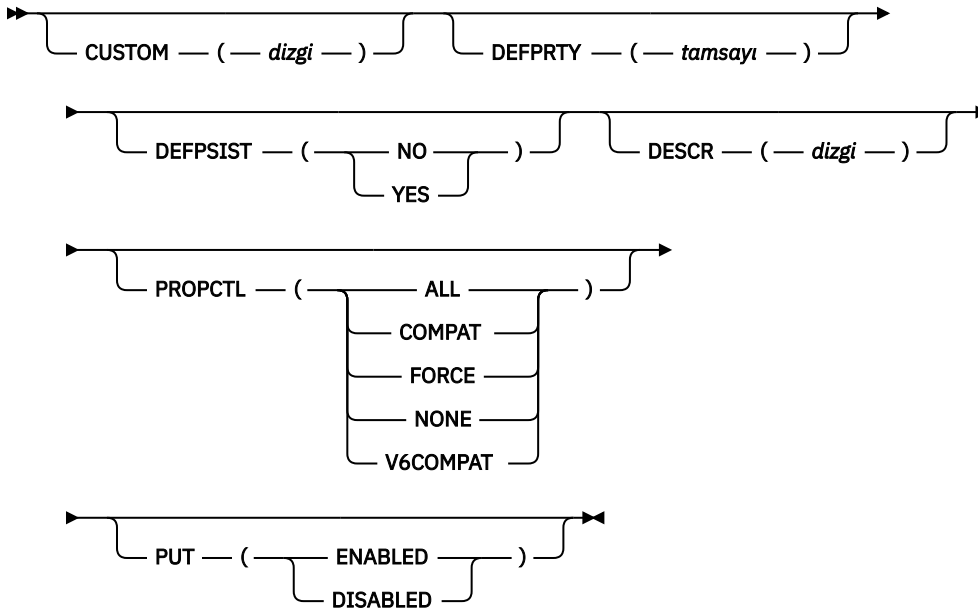 CUSTOM ( dizgi ) DEFPRTY ( tamsayı )
DEFPSIST ( NO ) DESCR ( dizgi )
YES
PROPCTL ( ALL )
COMPAT
FORCE
NONE
V6COMPAT
PUT ( ENABLED )
DISABLED